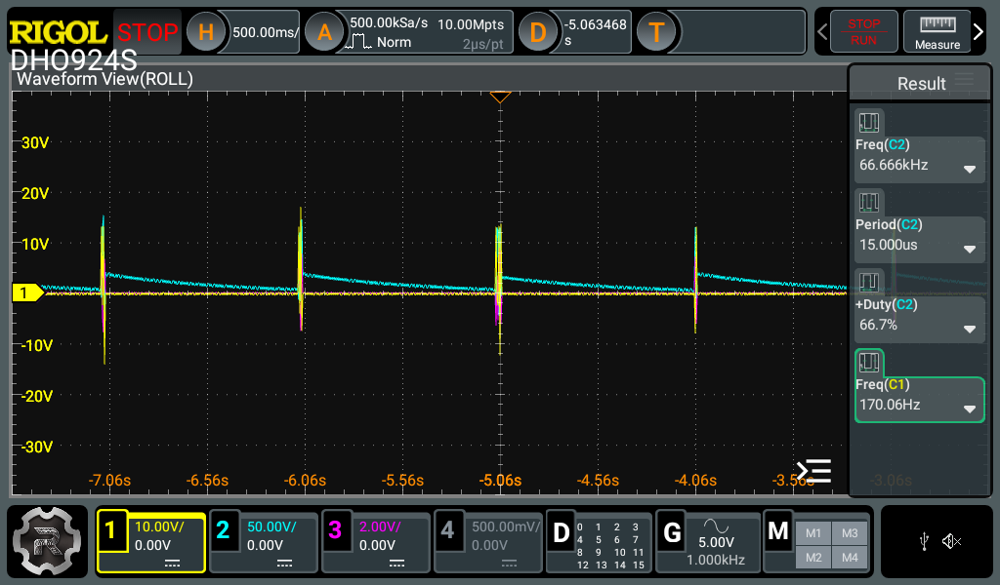 RIGOL STOP H 500.00ms/ A 500.00kSa/s 10.00Mpts D -5.063468 T STOP
Norm 2μs/pt s RUN Measure
DHO924S
Waveform View(ROLL) Result
30V
20V
10V
1
-10V
-20V
-30V
-7.06s -6.56s -6.06s -5.56s -5.06s -4.56s -4.06s -3.56s -3.06s
Freq(C2)
66.666kHz
Period(C2)
15.000us
+Duty(C2)
66.7%
Freq(C1)
170.06Hz
1 10.00V/ 2 50.00V/ 3 2.00V/ 4 500.00mV/ D 0 1 2 3 G 5.00V M M1 M3
0.00V 0.00V 0.00V 0.00V 4 5 6 7 1.000kHz M2 M4
8 9 10 11
12 13 14 15
R